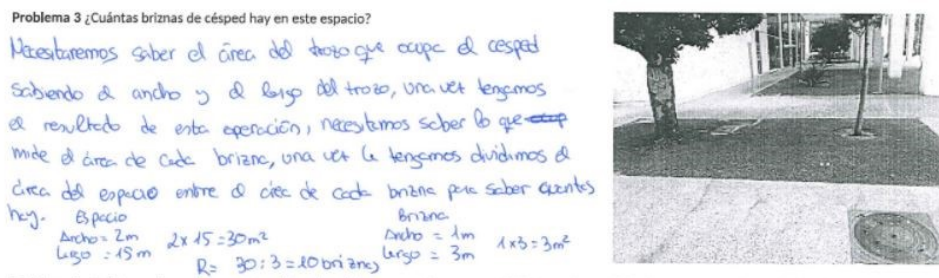 Problema 3 ¿Cuántas briznas de césped hay en este espacio?
Necesitaremos saber el área del trozo que ocupa el cesped
Sabiendo el ancho y el largo del trozo, una vez tengamos
el resultado de esta operación, necesitamos saber lo que
mide el área de cada brizna, una vez la tengamos dividimos el
área del espacio entre el área de cada brizna para saber cuantas
hay.
Espacio
Ancho = 2m
Largo = 15m
2x15=30m²
Brizna
Ancho = 1m
Largo = 3m
1x3=3m²
R= 30:3=10 briznas